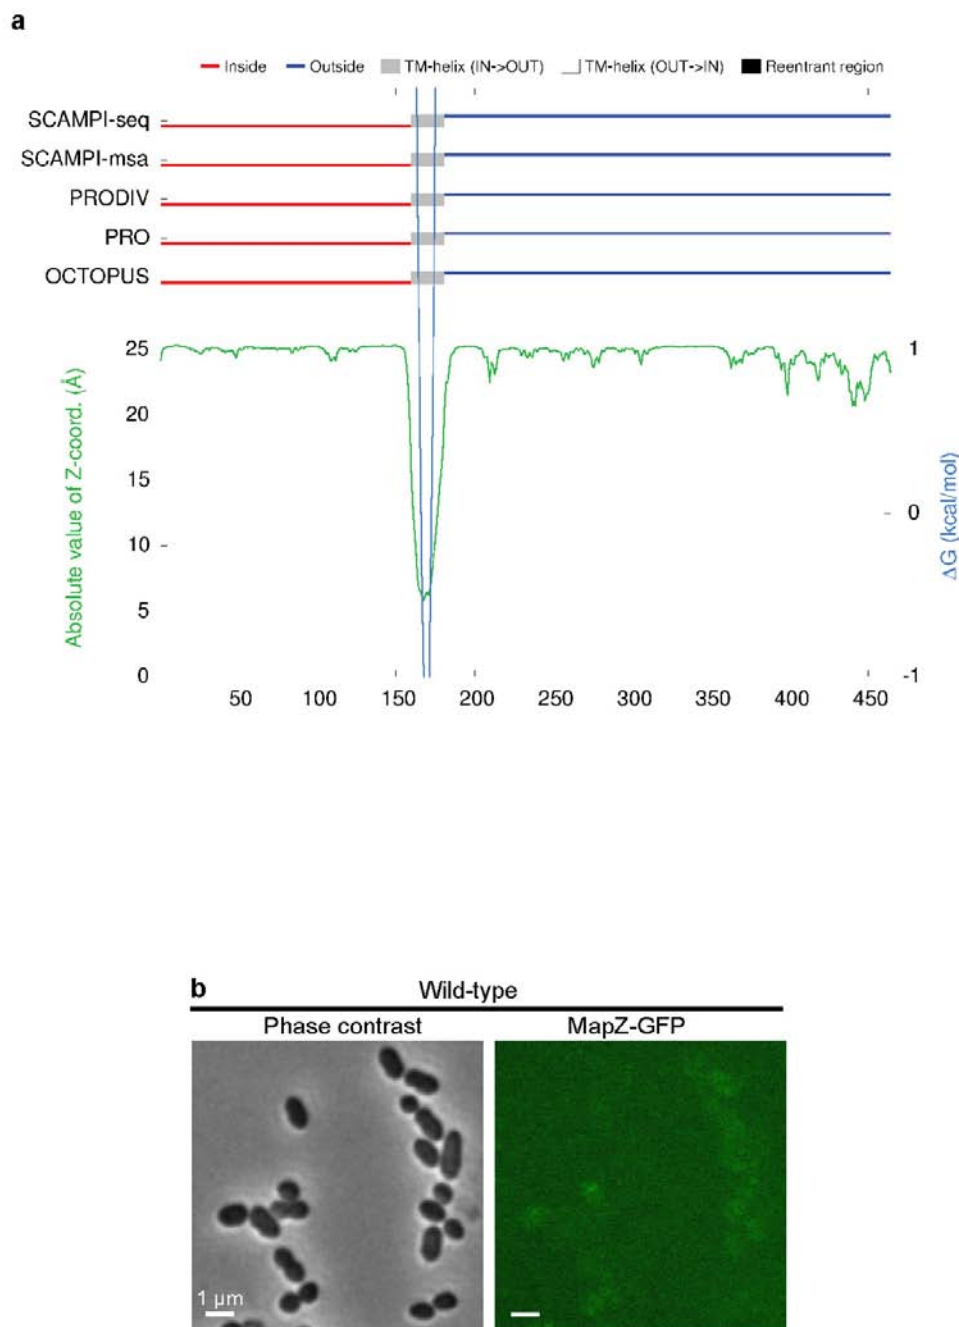 a
Inside Outside TM-helix (IN->OUT) TM-helix (OUT->IN) Reentrant region
SCAMPI-seq
SCAMPI-msa
PRODIV
PRO
OCTOPUS
25 1
20
15
0
10
5
0 -1
Absolute value of Z-coord. (Å)
ΔG (kcal/mol)
50 100 150 200 250 300 350 400 450
b
Wild-type
Phase contrast MapZ-GFP
1 µm